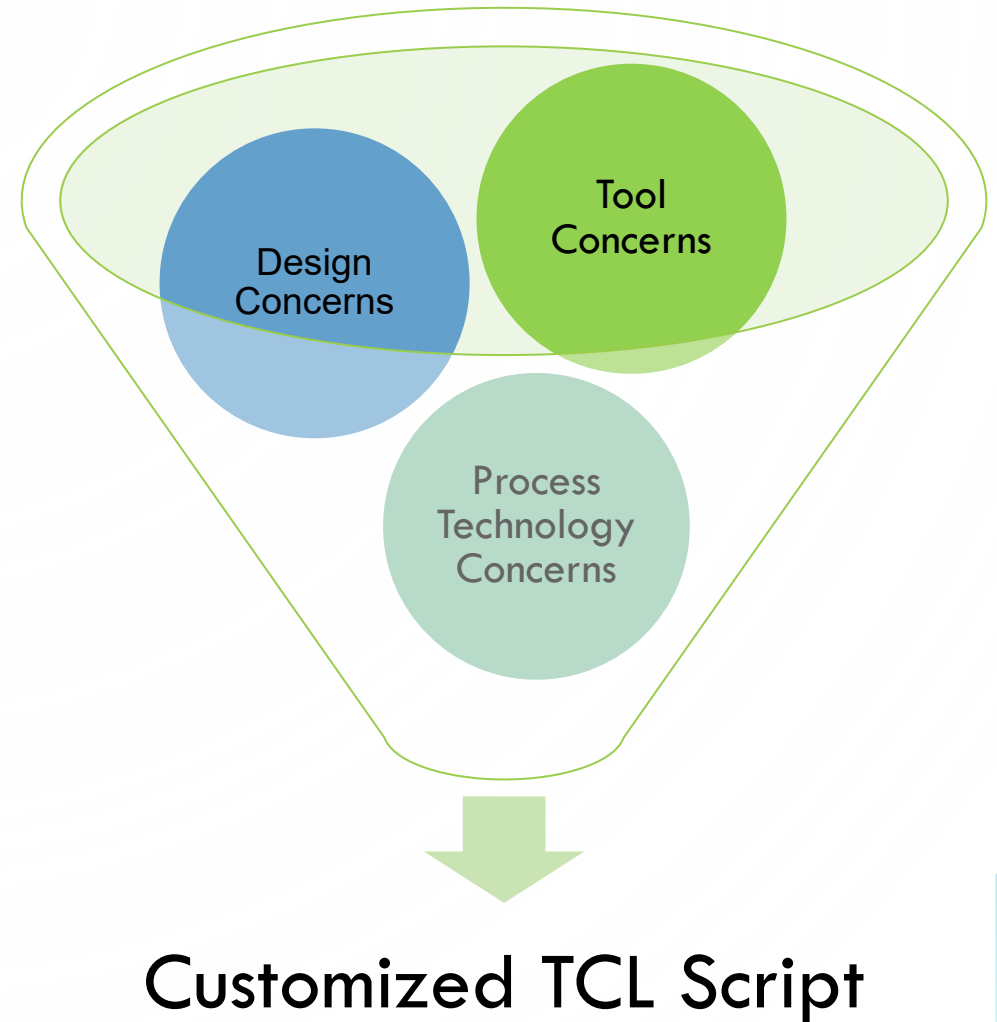 Tool
Concerns
Design
Concerns
Process
Technology
Concerns
Customized TCL Script